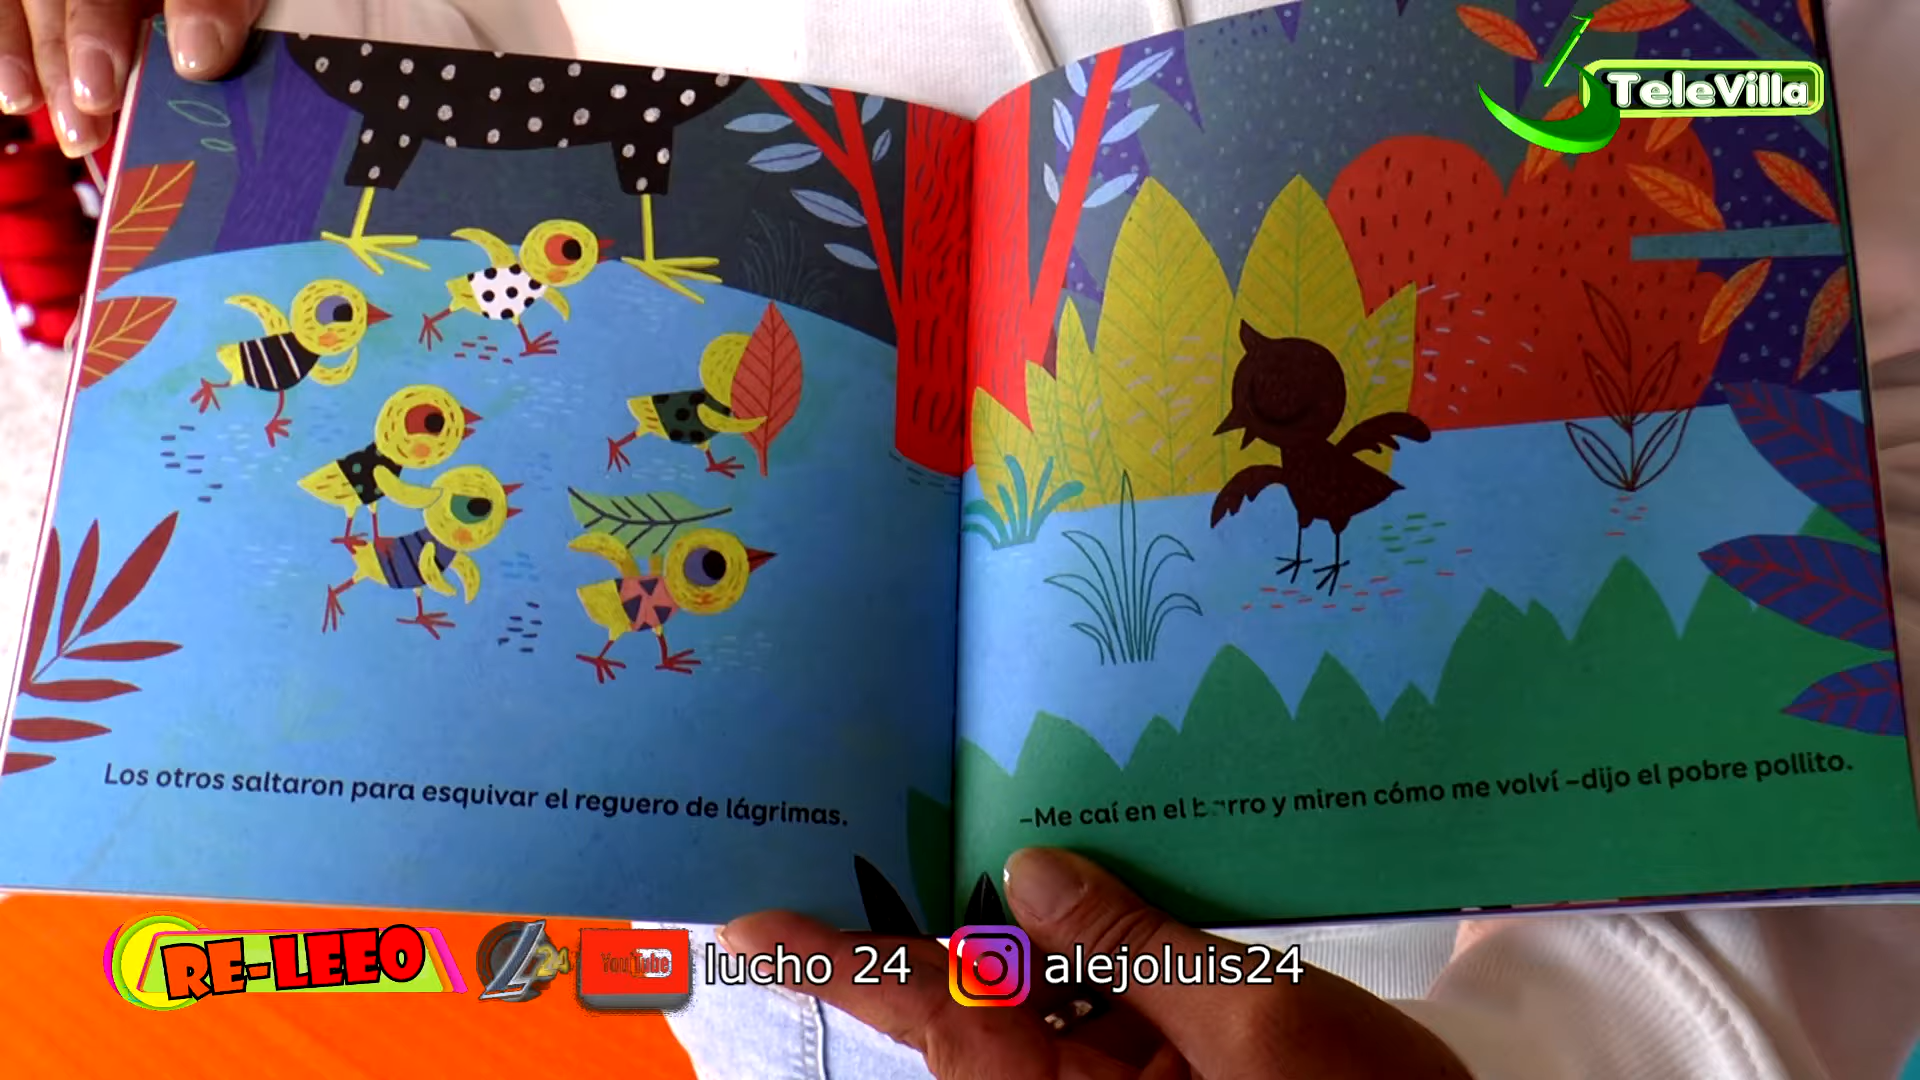 TeleVilla
Los otros saltaron para esquivar el reguero de lágrimas.
–Me caí en el barro y miren cómo me volví –dijo el pobre pollito.
RE-LEEO
L24
YouTube
lucho 24
alejoluis24